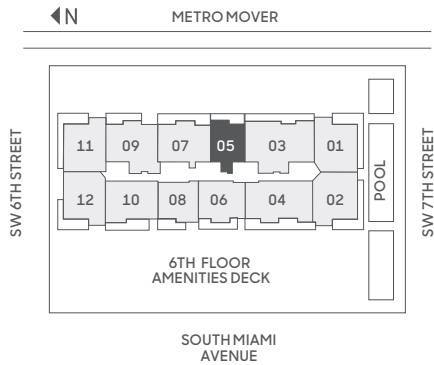 N
METRO MOVER
SW 6TH STREET
11 09 07 05 03 01
12 10 08 06 04 02
POOL
SW 7TH STREET
6TH FLOOR
AMENITIES DECK
SOUTH MIAMI
AVENUE